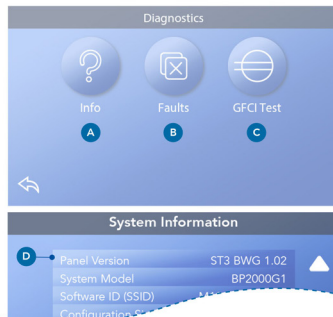 Diagnostics
Info Faults GFCI Test
A B C
System Information
D
Panel Version ST3 BWG 1.02
System Model BP2000G1
Software ID (SSID)
Configuration